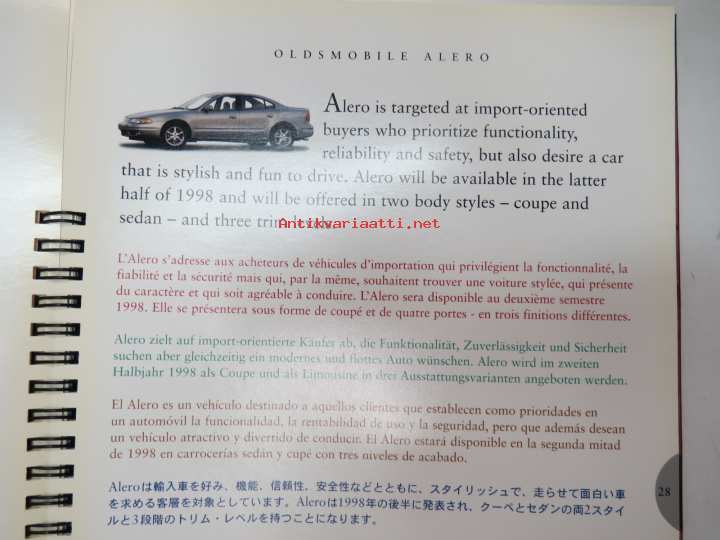 OLDSMOBILE ALERO
Alero is targeted at import-oriented
buyers who prioritize functionality,
reliability and safety, but also desire a car
that is stylish and fun to drive. Alero will be available in the latter
half of 1998 and will be offered in two body styles – coupe and
sedan – and three trim
Antikvariaatti.net
L'Alero s'adresse aux acheteurs de véhicules d'importation qui privilégient la fonctionnalité, la
fiabilité et la sécurité mais qui, par la même, souhaitent trouver une voiture stylée, qui présente
du caractère et qui soit agréable à conduire. L'Alero sera disponible au deuxième semestre
1998. Elle se présentera sous forme de coupé et de quatre portes - en trois finitions différentes.
Alero zielt auf import-orientierte Käufer ab, die Funktionalität, Zuverlässigkeit und Sicherheit
suchen aber gleichzeitig ein modernes und flottes Auto wünschen. Alero wird im zweiten
Halbjahr 1998 als Coupe und als Limousine in drei Ausstattungsvarianten angeboten werden.
El Alero es un vehículo destinado a aquellos clientes que establecen como prioridades en
un automóvil la funcionalidad, la rentabilidad de uso y la seguridad, pero que además desean
un vehículo atractivo y divertido de conducir. El Alero estará disponible en la segunda mitad
de 1998 en carrocerías sedán y cupé con tres niveles de acabado.
Aleroは輸入車を好み、機能、信頼性、安全性などとともに、スタイリッシュで、走らせて面白い車
を求める客層を対象としています。Aleroは1998年の後半に発表され、クーペとセダンの両2スタイ
ルと3段階のトリム・レベルを持つことになります。
28